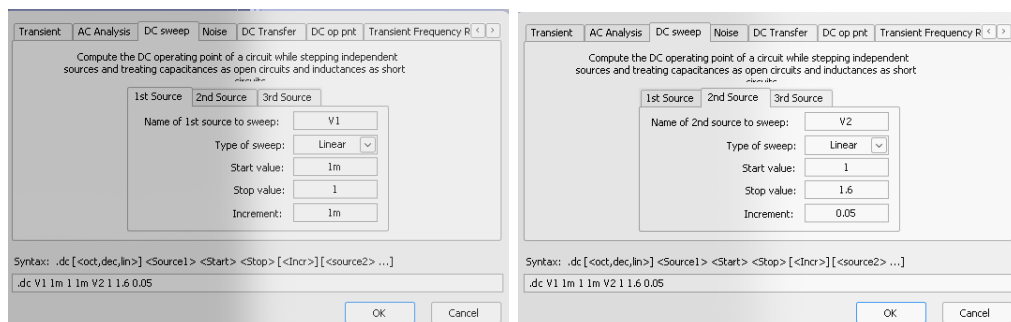 Transient AC Analysis DC sweep Noise DC Transfer DC op pnt Transient Frequency R < >
Compute the DC operating point of a circuit while stepping independent
sources and treating capacitances as open circuits and inductances as short
circuits
1st Source 2nd Source 3rd Source
Name of 1st source to sweep: V1
Type of sweep: Linear
Start value: 1m
Stop value: 1
Increment: 1m
Syntax: .dc [<oct,dec,lin>] <Source1> <Start> <Stop> [<Incr>] [<source2> ...]
.dc V1 1m 1 1m V2 1 1.6 0.05
OK Cancel
Transient AC Analysis DC sweep Noise DC Transfer DC op pnt Transient Frequency R < >
Compute the DC operating point of a circuit while stepping independent
sources and treating capacitances as open circuits and inductances as short
circuits
1st Source 2nd Source 3rd Source
Name of 2nd source to sweep: V2
Type of sweep: Linear
Start value: 1
Stop value: 1.6
Increment: 0.05
Syntax: .dc [<oct,dec,lin>] <Source1> <Start> <Stop> [<Incr>] [<source2> ...]
.dc V1 1m 1 1m V2 1 1.6 0.05
OK Cancel